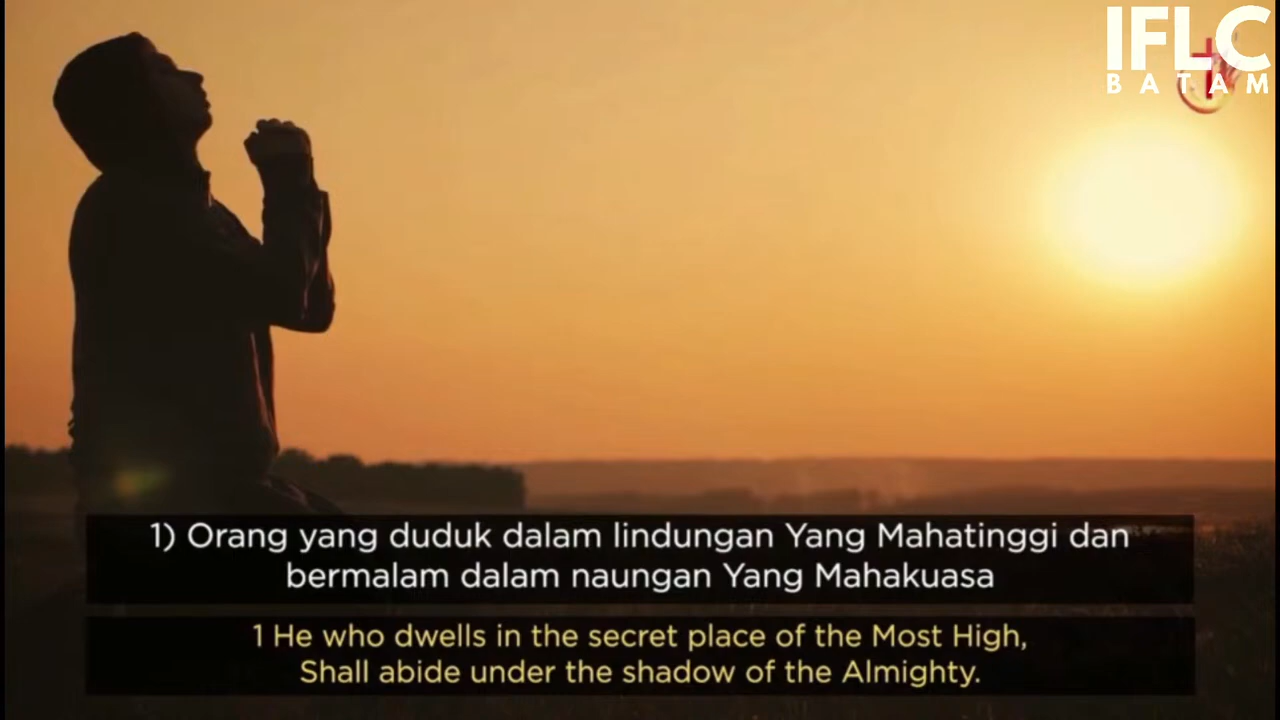 IFLC
BATAM
1) Orang yang duduk dalam lindungan Yang Mahatinggi dan
bermalam dalam naungan Yang Mahakuasa
1 He who dwells in the secret place of the Most High,
Shall abide under the shadow of the Almighty.